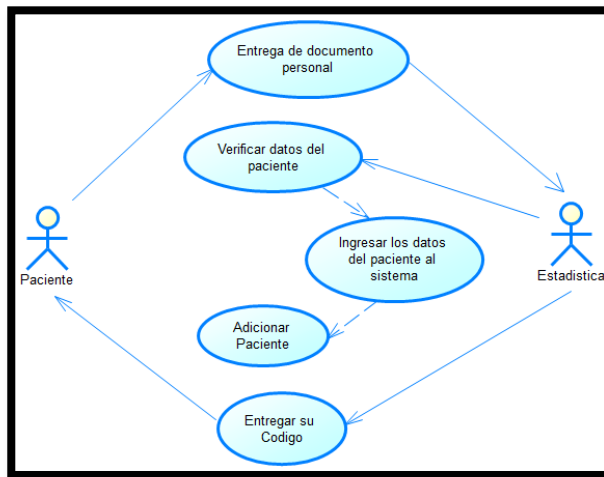 Entrega de documento
personal
Verificar datos del
paciente
Ingresar los datos
del paciente al
sistema
Paciente
Estadistica
Adicionar
Paciente
Entregar su
Codigo